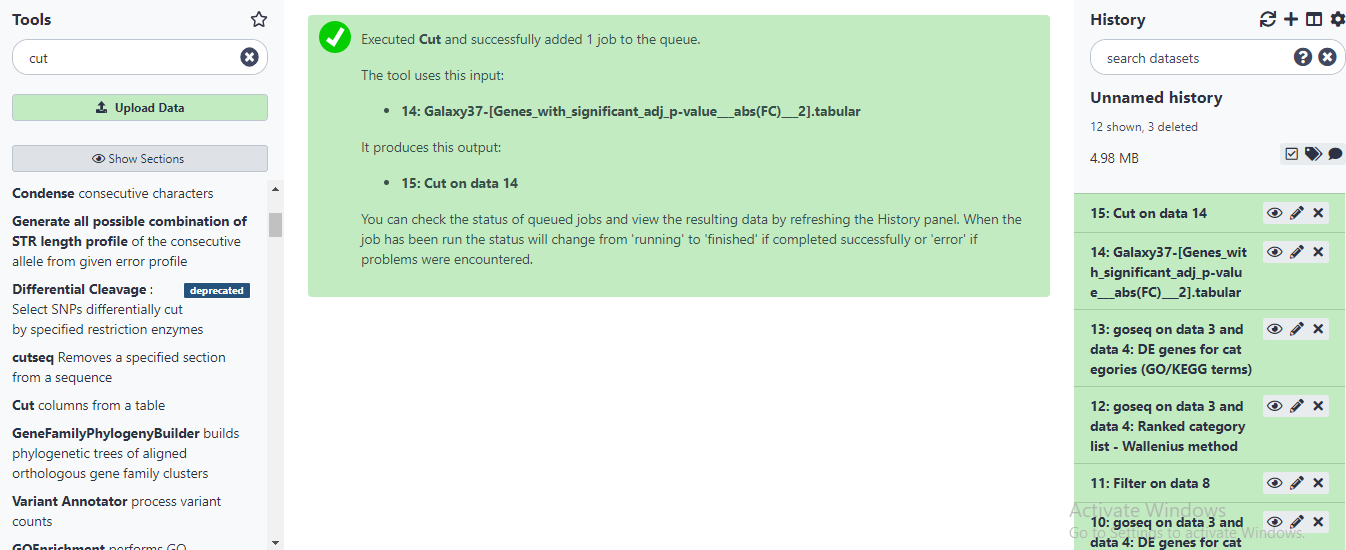 Tools
cut
Upload Data
Show Sections
Condense consecutive characters
Generate all possible combination of
STR length profile of the consecutive
allele from given error profile
Differential Cleavage : deprecated
Select SNPs differentially cut
by specified restriction enzymes
cutseq Removes a specified section
from a sequence
Cut columns from a table
GeneFamilyPhylogenyBuilder builds
phylogenetic trees of aligned
orthologous gene family clusters
Variant Annotator process variant
counts
GOEnrichment performs GO
Executed Cut and successfully added 1 job to the queue.
The tool uses this input:
• 14: Galaxy37-[Genes_with_significant_adj_p-value___abs(FC)___2].tabular
It produces this output:
• 15: Cut on data 14
You can check the status of queued jobs and view the resulting data by refreshing the History panel. When the
job has been run the status will change from 'running' to 'finished' if completed successfully or 'error' if
problems were encountered.
History
search datasets
Unnamed history
12 shown, 3 deleted
4.98 MB
15: Cut on data 14
14: Galaxy37-[Genes_wit
h_significant_adj_p-valu
e___abs(FC)___2].tabular
13: goseq on data 3 and
data 4: DE genes for cat
egories (GO/KEGG terms)
12: goseq on data 3 and
data 4: Ranked category
list - Wallenius method
11: Filter on data 8
10: goseq on data 3 and
data 4: DE genes for cat
Activate Windows
Go to Settings to activate Windows.